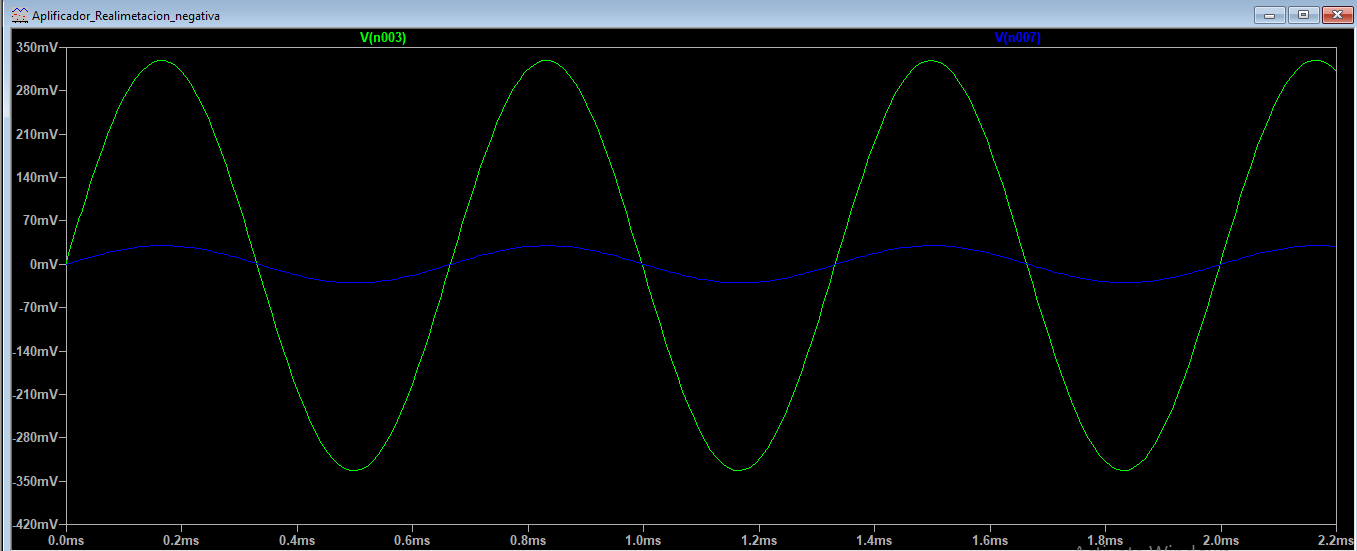 Aplificador_Realimetacion_negativa
V(n003) V(n007)
350mV
280mV
210mV
140mV
70mV
0mV
-70mV
-140mV
-210mV
-280mV
-350mV
-420mV
0.0ms 0.2ms 0.4ms 0.6ms 0.8ms 1.0ms 1.2ms 1.4ms 1.6ms 1.8ms 2.0ms 2.2ms